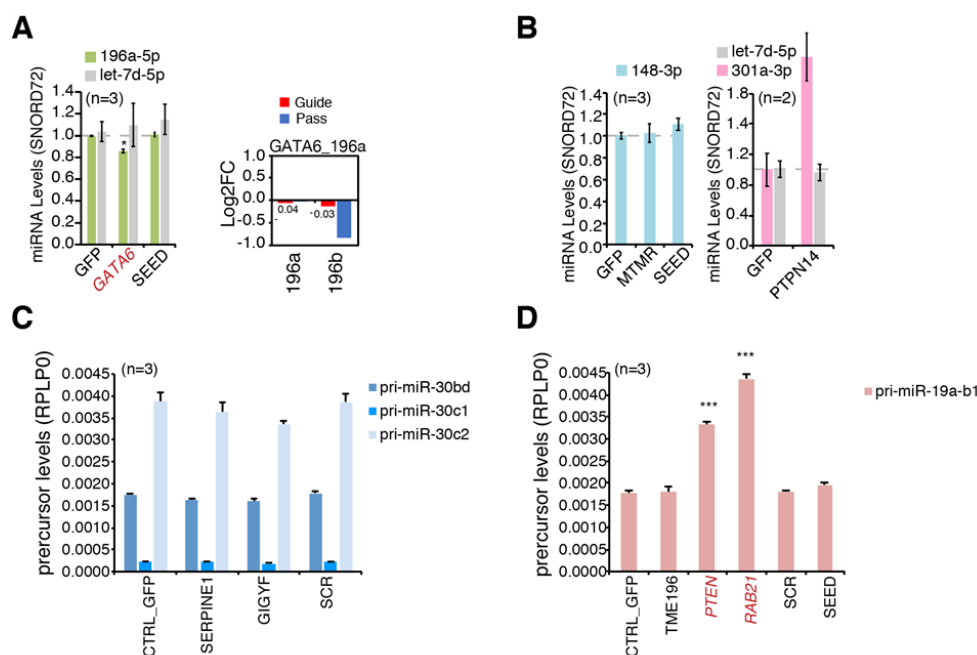 A
196a-5p
let-7d-5p
miRNA Levels (SNORD72)
1.4
1.2
1.0
0.8
0.6
0.4
0.2
0.0
(n=3)
*
GFP
GATA6
SEED
Guide
Pass
GATA6_196a
Log2FC
1.0
0.5
0.0
-0.5
-1.0
-0.04
-0.03
196a
196b
B
148-3p
miRNA Levels (SNORD72)
1.4
1.2
1.0
0.8
0.6
0.4
0.2
0.0
(n=3)
GFP
MTMR
SEED
let-7d-5p
301a-3p
miRNA Levels (SNORD72)
1.8
1.4
1.2
1.0
0.8
0.4
0.0
(n=2)
GFP
PTPN14
C
precursor levels (RPLP0)
0.0045
0.0040
0.0035
0.0030
0.0025
0.0020
0.0015
0.0010
0.0005
0.0000
(n=3)
pri-miR-30bd
pri-miR-30c1
pri-miR-30c2
CTRL_GFP
SERPINE1
GIGYF
SCR
D
precursor levels (RPLP0)
0.0045
0.0040
0.0035
0.0030
0.0025
0.0020
0.0015
0.0010
0.0005
0.0000
(n=3)
***
***
pri-miR-19a-b1
CTRL_GFP
TME196
PTEN
RAB21
SCR
SEED